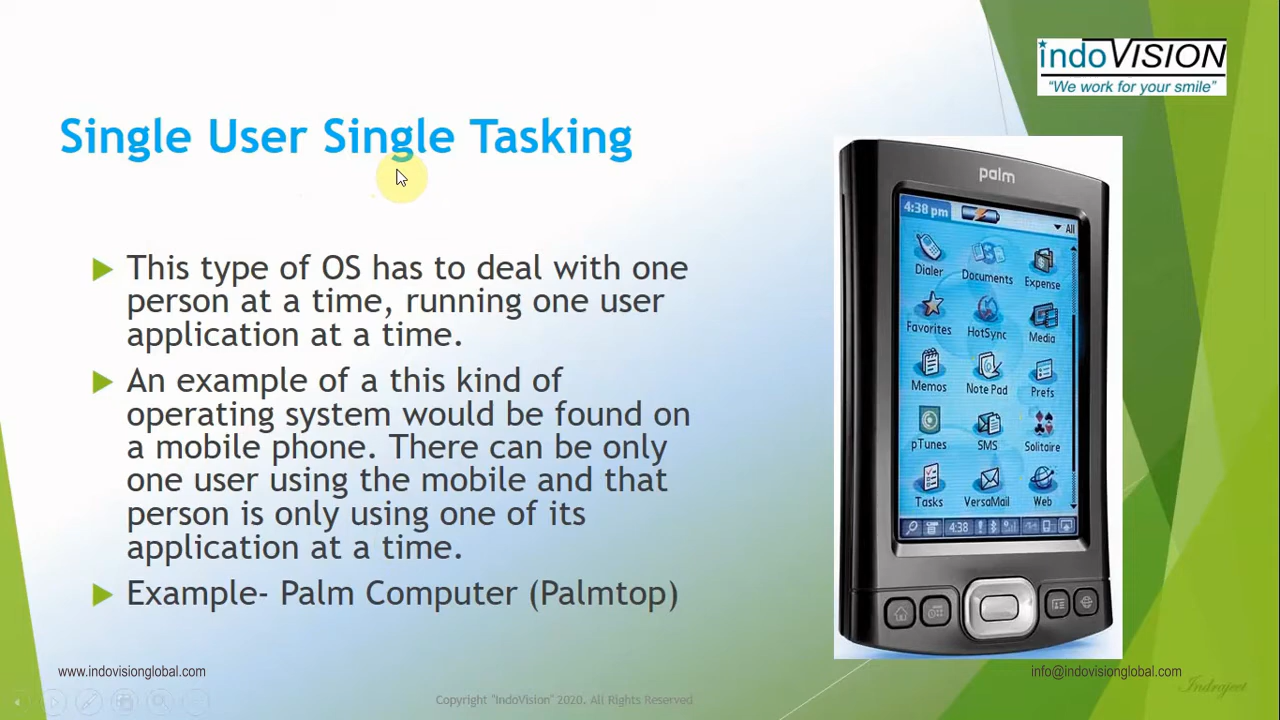 indoVISION
"We work for your smile"
Single User Single Tasking
This type of OS has to deal with one
person at a time, running one user
application at a time.
An example of a this kind of
operating system would be found on
a mobile phone. There can be only
one user using the mobile and that
person is only using one of its
application at a time.
Example- Palm Computer (Palmtop)
palm
4:38 pm
All
Dialer Documents Expense
Favorites HotSync Media
Memos Note Pad Prefs
pTunes SMS Solitaire
Tasks VersaMail Web
4:38
www.indovisionglobal.com
info@indovisionglobal.com
Copyright "IndoVision" 2020. All Rights Reserved
Indrajeet